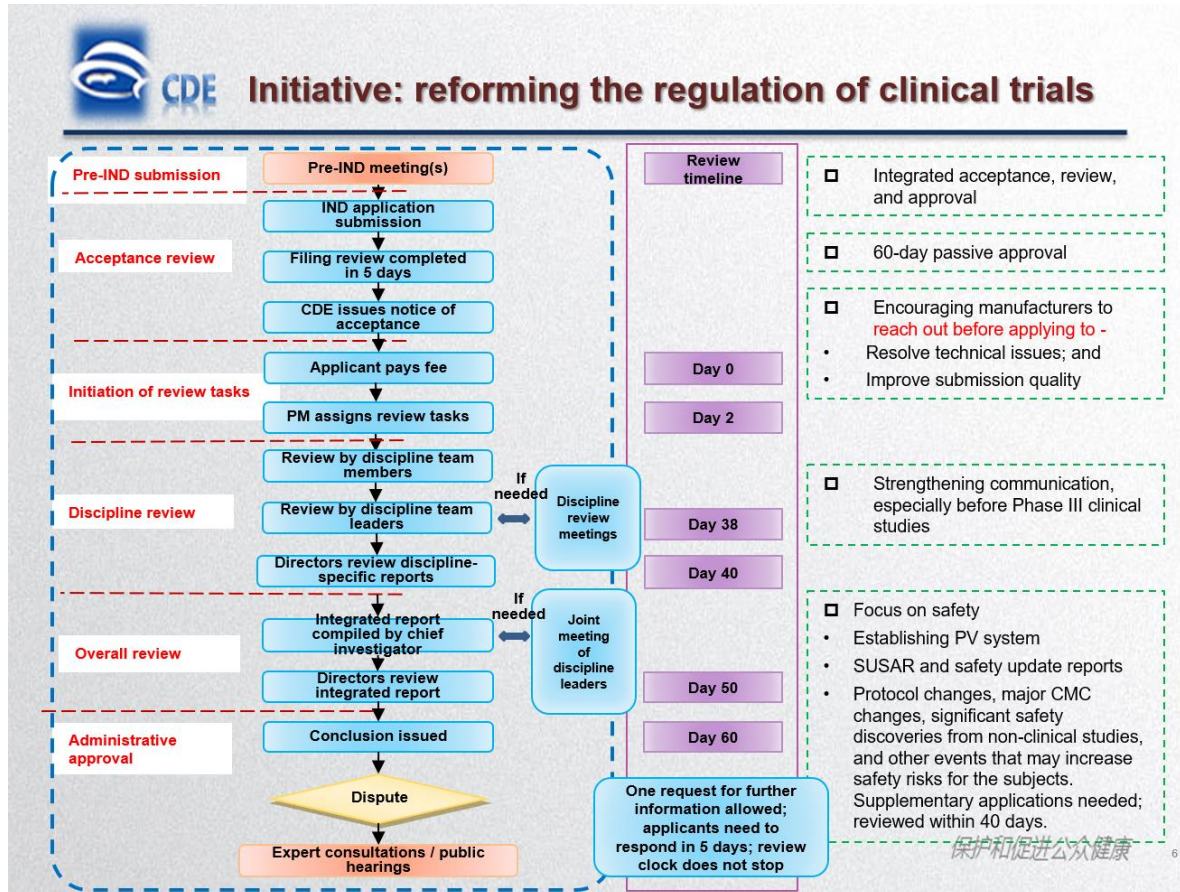 CDE
Initiative: reforming the regulation of clinical trials
Pre-IND submission
Acceptance review
Initiation of review tasks
Discipline review
Overall review
Administrative
approval
Pre-IND meeting(s)
IND application
submission
Filing review completed
in 5 days
CDE issues notice of
acceptance
Applicant pays fee
PM assigns review tasks
Review by discipline team
members
Review by discipline team
leaders
Directors review discipline-
specific reports
Integrated report
compiled by chief
investigator
Directors review
integrated report
Conclusion issued
Dispute
Expert consultations / public
hearings
If
needed
Discipline
review
meetings
If
needed
Joint
meeting
of
discipline
leaders
Review
timeline
Day 0
Day 2
Day 38
Day 40
Day 50
Day 60
One request for further
information allowed;
applicants need to
respond in 5 days; review
clock does not stop
Integrated acceptance, review,
and approval
60-day passive approval
Encouraging manufacturers to
reach out before applying to -
• Resolve technical issues; and
• Improve submission quality
Strengthening communication,
especially before Phase III clinical
studies
Focus on safety
• Establishing PV system
• SUSAR and safety update reports
• Protocol changes, major CMC
changes, significant safety
discoveries from non-clinical studies,
and other events that may increase
safety risks for the subjects.
Supplementary applications needed;
reviewed within 40 days.
保护和促进公众健康
6